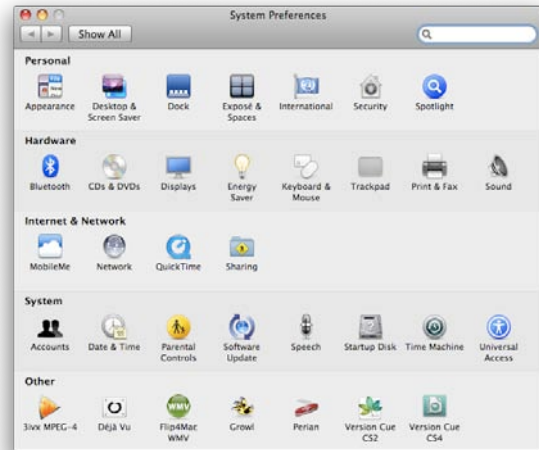 System Preferences
Show All
Personal
Appearance
Desktop & Screen Saver
Dock
Exposé & Spaces
International
Security
Spotlight
Hardware
Bluetooth
CDs & DVDs
Displays
Energy Saver
Keyboard & Mouse
Trackpad
Print & Fax
Sound
Internet & Network
MobileMe
Network
QuickTime
Sharing
System
Accounts
Date & Time
Parental Controls
Software Update
Speech
Startup Disk
Time Machine
Universal Access
Other
3ivx MPEG-4
Déjà Vu
Flip4Mac WMV
Growl
Perian
Version Cue CS2
Version Cue CS4